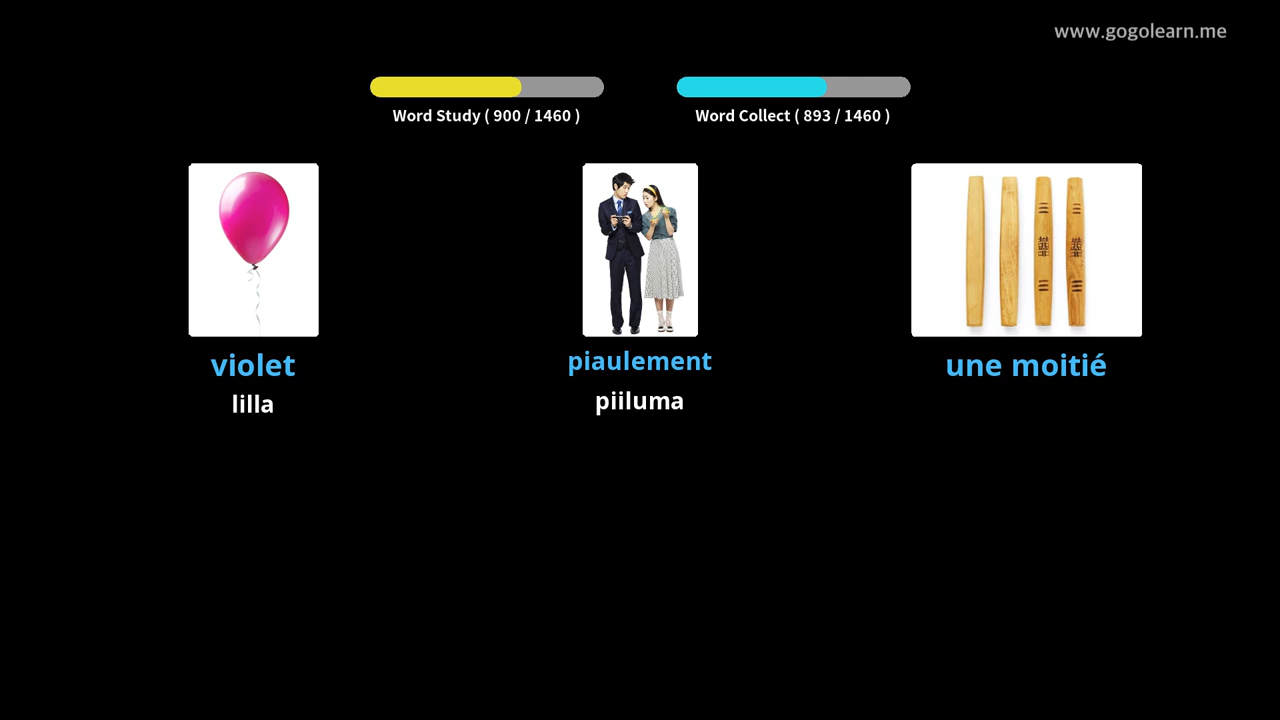 www.gogolearn.me
Word Study ( 900 / 1460 )
Word Collect ( 893 / 1460 )
violet
lilla
piaulement
piiluma
une moitié